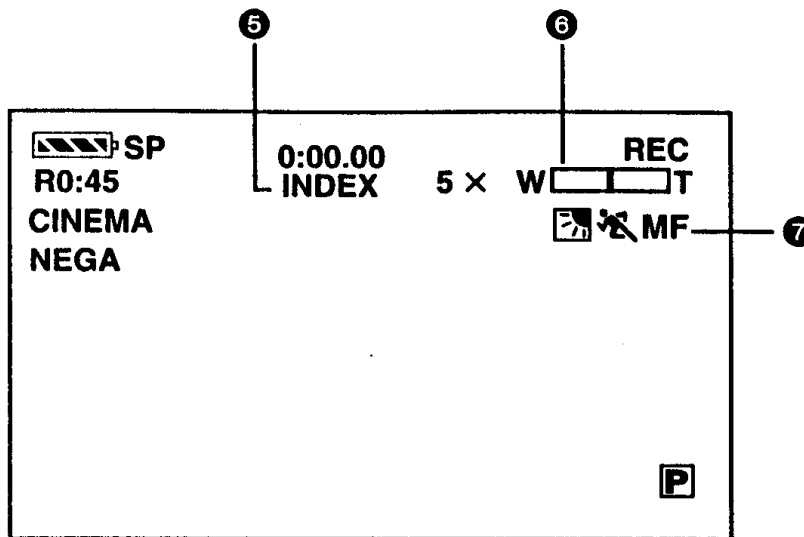 5 6
SP 0:00.00 REC
R0:45 INDEX 5 × W T
CINEMA MF 7
NEGA
P